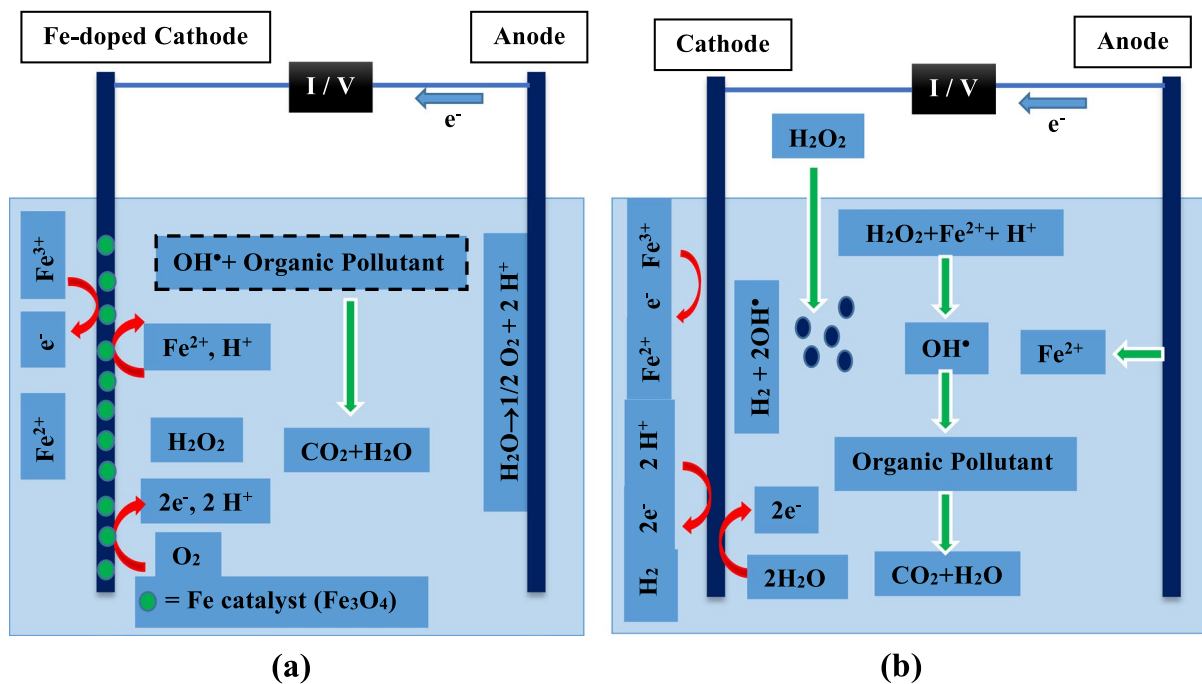 Fe-doped Cathode
Anode
I / V
e⁻
Fe³⁺
e⁻
Fe²⁺
OH•+ Organic Pollutant
Fe²⁺, H⁺
H₂O₂
CO₂+H₂O
2e⁻, 2 H⁺
O₂
H₂O→1/2 O₂ + 2 H⁺
= Fe catalyst (Fe₃O₄)
(a)
Cathode
Anode
I / V
e⁻
H₂O₂
Fe³⁺
e⁻
Fe²⁺
H₂ + 2OH•
H₂O₂+Fe²⁺+ H⁺
OH•
Fe²⁺
2 H⁺
2e⁻
H₂
Organic Pollutant
2e⁻
2H₂O
CO₂+H₂O
(b)